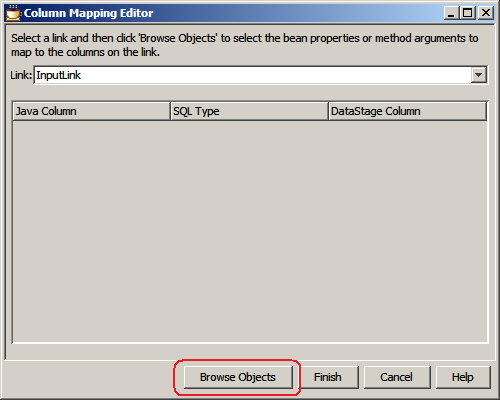 Column Mapping Editor
Select a link and then click 'Browse Objects' to select the bean properties or method arguments to
map to the columns on the link.
Link: InputLink
Java Column SQL Type DataStage Column
Browse Objects Finish Cancel Help